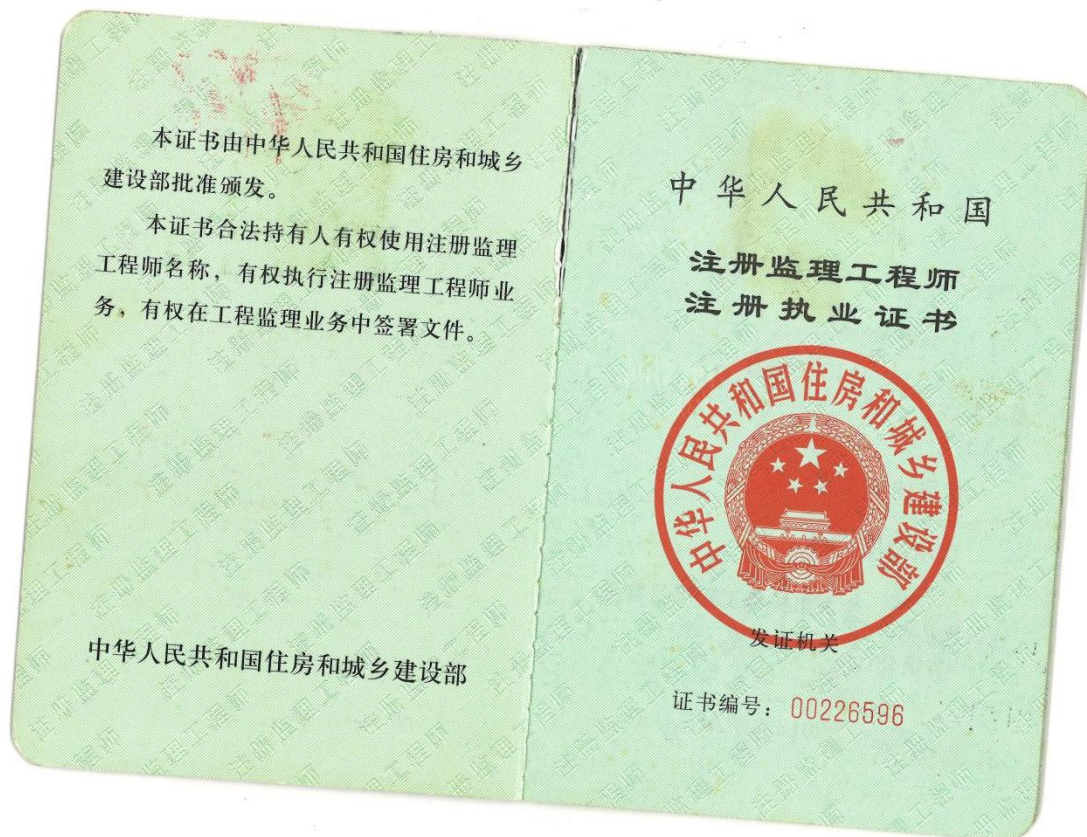 本证书由中华人民共和国住房和城乡
建设部批准颁发。
本证书合法持有人有权使用注册监理
工程师名称，有权执行注册监理工程师业
务，有权在工程监理业务中签署文件。
中华人民共和国住房和城乡建设部
中华人民共和国
注册监理工程师
注册执业证书
中华人民共和国住房和城乡建设部
发证机关
证书编号：00226596